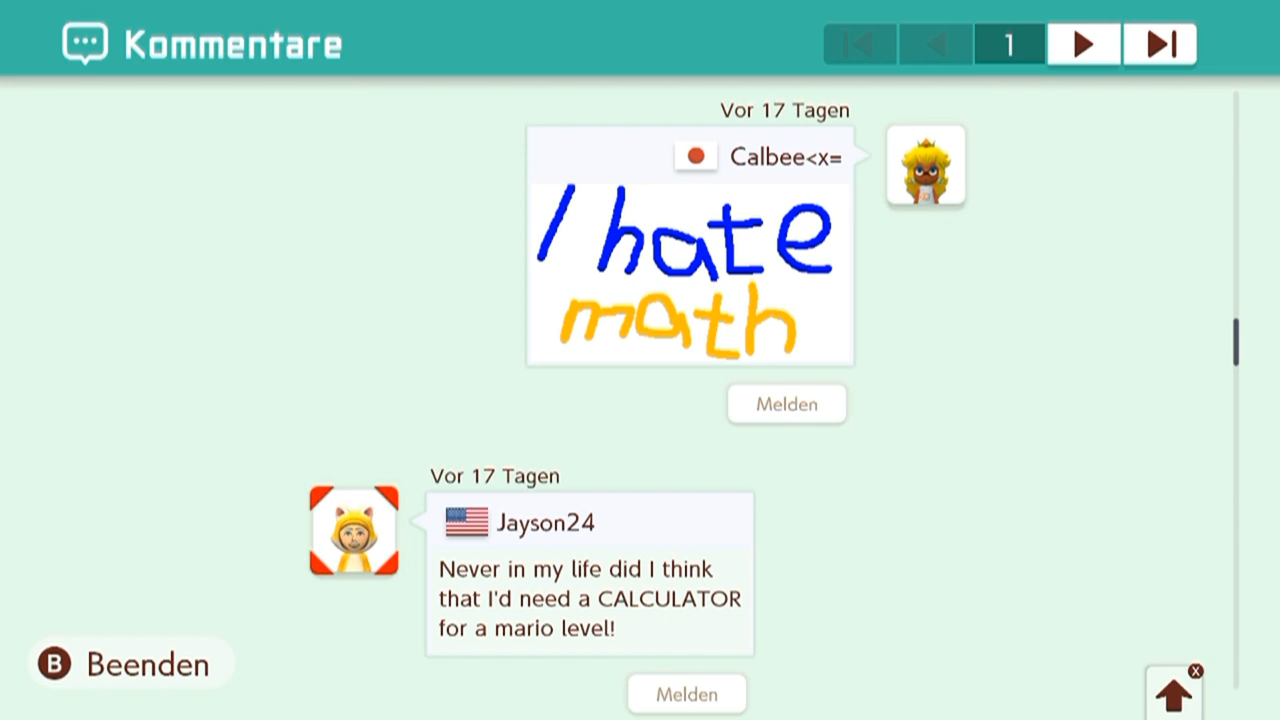 Kommentare
1
Vor 17 Tagen
Calbee<x=
I hate
math
Melden
Vor 17 Tagen
Jayson24
Never in my life did I think
that I'd need a CALCULATOR
for a mario level!
B Beenden
Melden
X